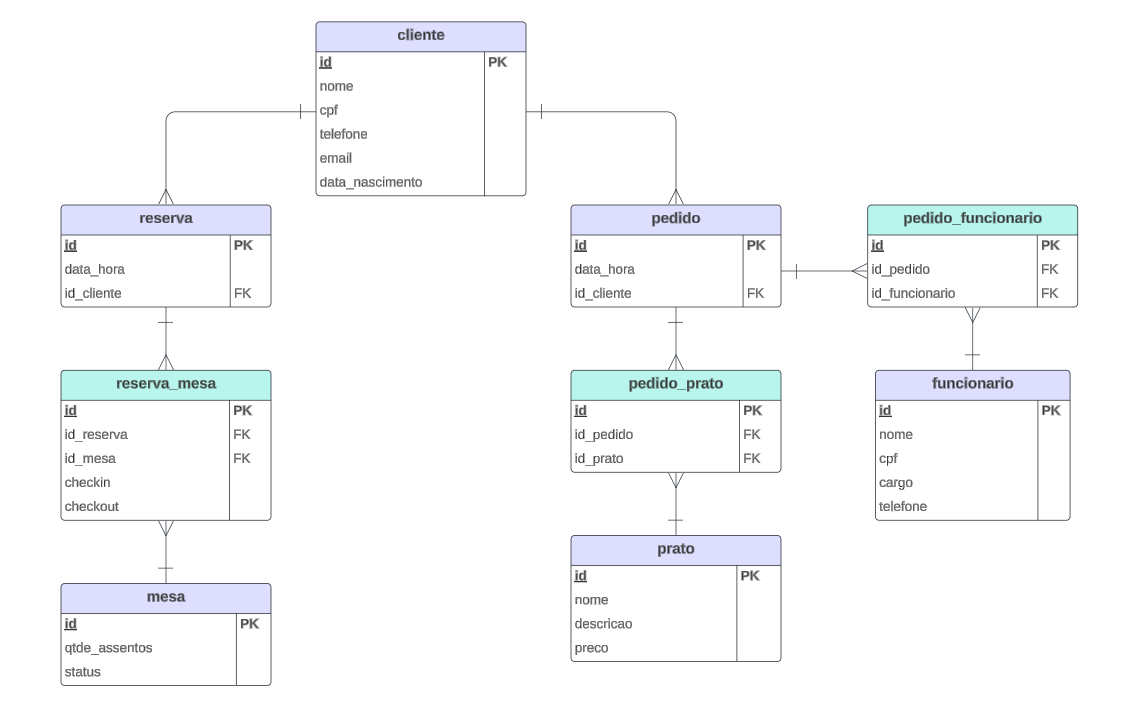 cliente
id PK
nome
cpf
telefone
email
data_nascimento
reserva
id PK
data_hora
id_cliente FK
pedido
id PK
data_hora
id_cliente FK
pedido_funcionario
id PK
id_pedido FK
id_funcionario FK
reserva_mesa
id PK
id_reserva FK
id_mesa FK
checkin
checkout
pedido_prato
id PK
id_pedido FK
id_prato FK
funcionario
id PK
nome
cpf
cargo
telefone
mesa
id PK
qtde_assentos
status
prato
id PK
nome
descricao
preco